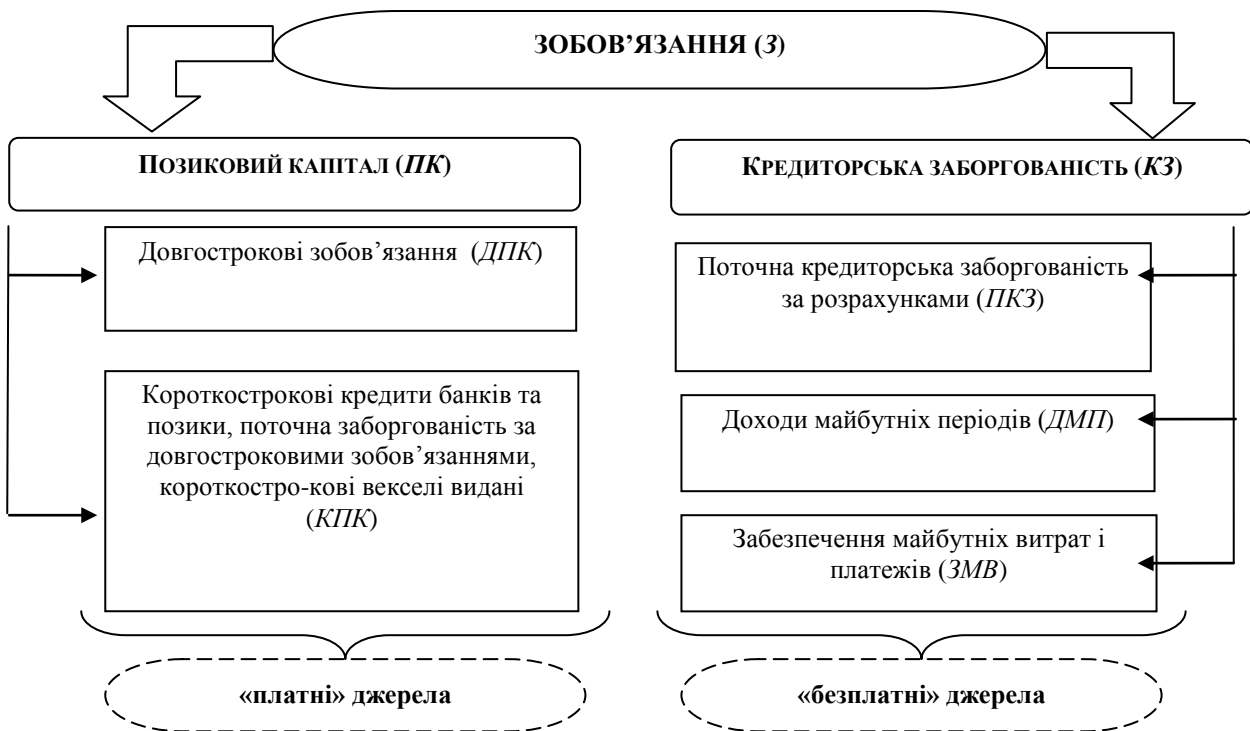 ЗОБОВ’ЯЗАННЯ (З)
ПОЗИКОВИЙ КАПІТАЛ (ПК)
Довгострокові зобов’язання (ДПК)
Короткострокові кредити банків та
позики, поточна заборгованість за
довгостроковими зобов’язаннями,
короткостро-кові векселі видані
(КПК)
«платні» джерела
КРЕДИТОРСЬКА ЗАБОРГОВАНІСТЬ (КЗ)
Поточна кредиторська заборгованість
за розрахунками (ПКЗ)
Доходи майбутніх періодів (ДМП)
Забезпечення майбутніх витрат і
платежів (ЗМВ)
«безплатні» джерела